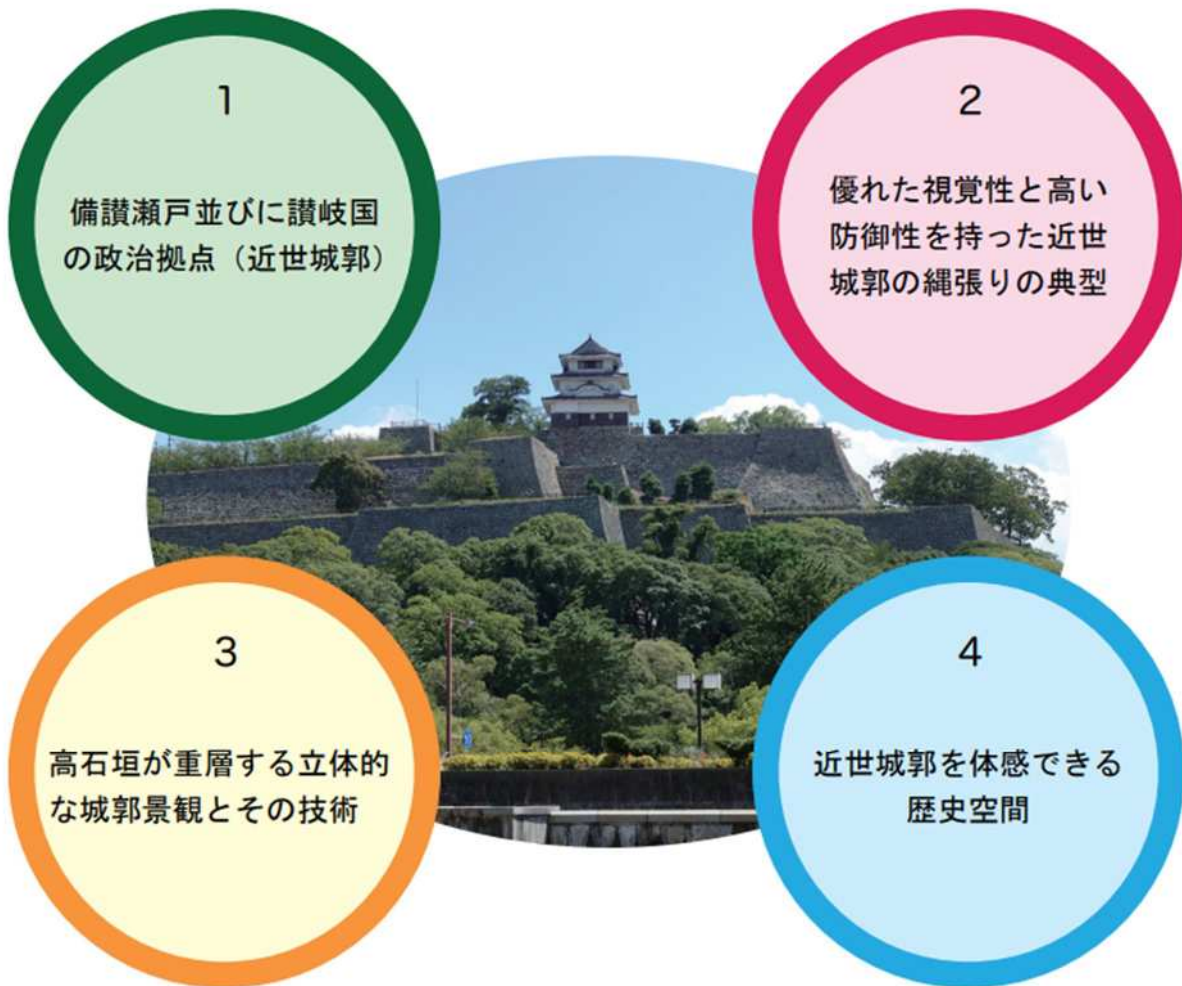 1
備讃瀬戸並びに讃岐国
の政治拠点（近世城郭）
2
優れた視覚性と高い
防御性を持った近世
城郭の縄張りの典型
3
高石垣が重層する立体的
な城郭景観とその技術
4
近世城郭を体感できる
歴史空間